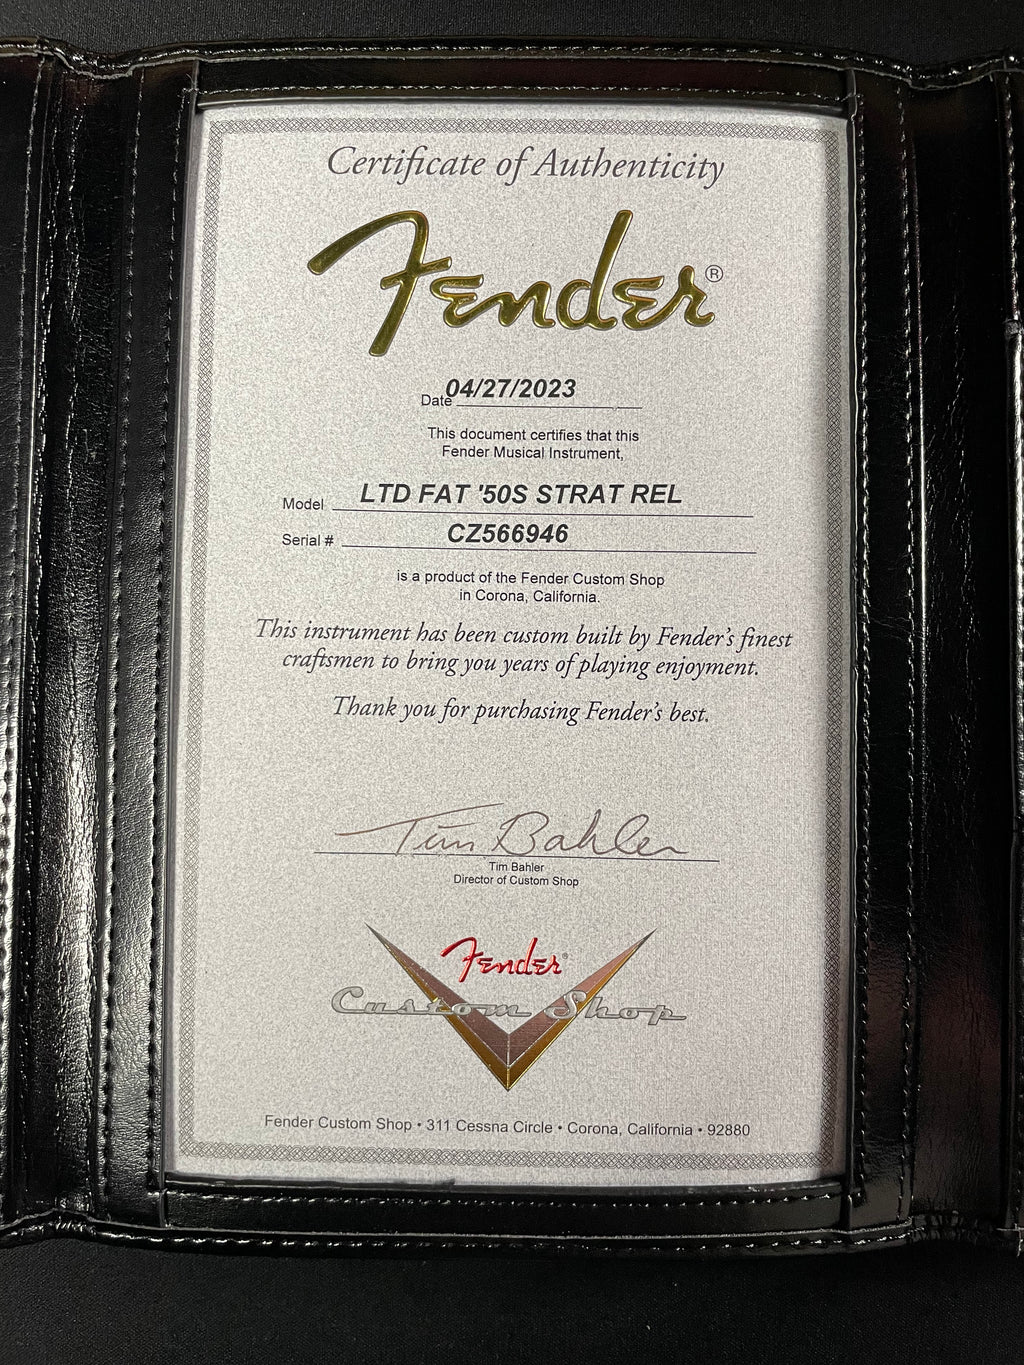 Certificate of Authenticity
Fender®
Date 04/27/2023
This document certifies that this
Fender Musical Instrument,
Model LTD FAT '50S STRAT REL
Serial # CZ566946
is a product of the Fender Custom Shop
in Corona, California.
This instrument has been custom built by Fender's finest
craftsmen to bring you years of playing enjoyment.
Thank you for purchasing Fender's best.
Tim Bahler
Tim Bahler
Director of Custom Shop
Fender®
Custom Shop
Fender Custom Shop • 311 Cessna Circle • Corona, California • 92880